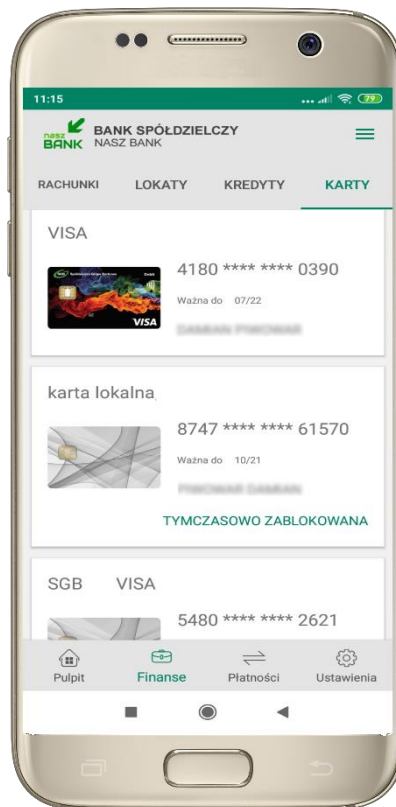 11:15
79
nasz
BANK
BANK SPÓŁDZIELCZY
NASZ BANK
RACHUNKI LOKATY KREDYTY KARTY
VISA
4180 **** **** 0390
Ważna do 07/22
VISA
karta lokalna
8747 **** **** 61570
Ważna do 10/21
TYMCZASOWO ZABLOKOWANA
SGB VISA
5480 **** **** 2621
Pulpit Finanse Płatności Ustawienia